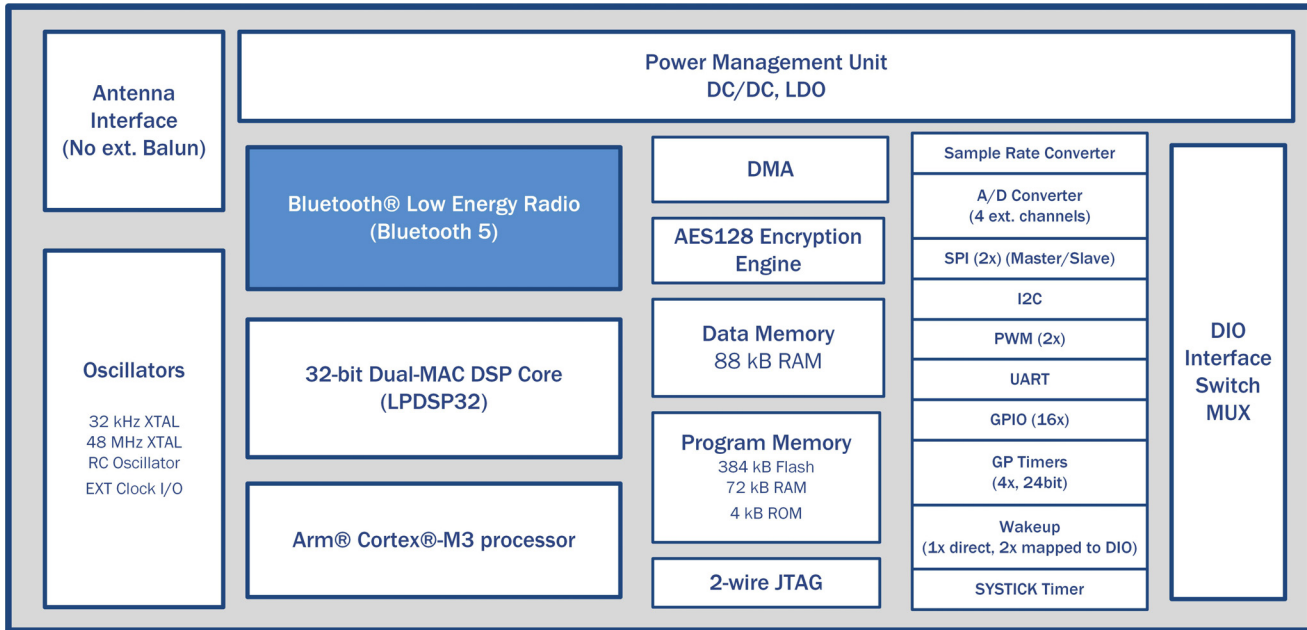 Antenna
Interface
(No ext. Balun)
Power Management Unit
DC/DC, LDO
Bluetooth® Low Energy Radio
(Bluetooth 5)
Oscillators
32 kHz XTAL
48 MHz XTAL
RC Oscillator
EXT Clock I/O
32-bit Dual-MAC DSP Core
(LPDSP32)
Arm® Cortex®-M3 processor
DMA
AES128 Encryption
Engine
Data Memory
88 kB RAM
Program Memory
384 kB Flash
72 kB RAM
4 kB ROM
2-wire JTAG
Sample Rate Converter
A/D Converter
(4 ext. channels)
SPI (2x) (Master/Slave)
I2C
PWM (2x)
UART
GPIO (16x)
GP Timers
(4x, 24bit)
Wakeup
(1x direct, 2x mapped to DIO)
SYSTICK Timer
DIO
Interface
Switch
MUX